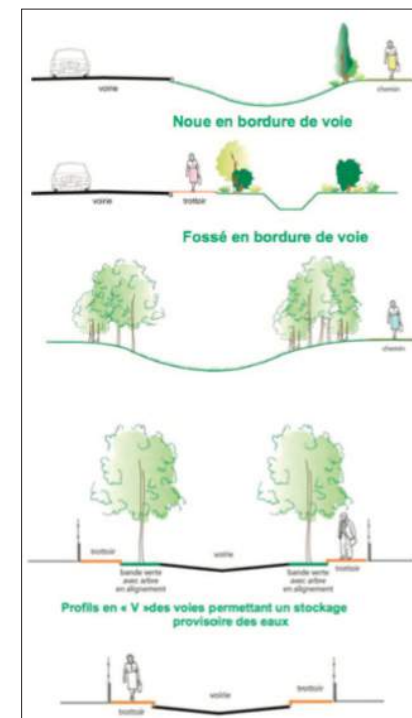 voirie
chemin
Noue en bordure de voie
voirie
trottoir
Fossé en bordure de voie
chemin
trottoir
voirie
trottoir
bande verte
avec arbre
en alignement
bande verte
avec arbre
en alignement
Profils en « V »des voies permettant un stockage
provisoire des eaux
trottoir
voirie
trottoir